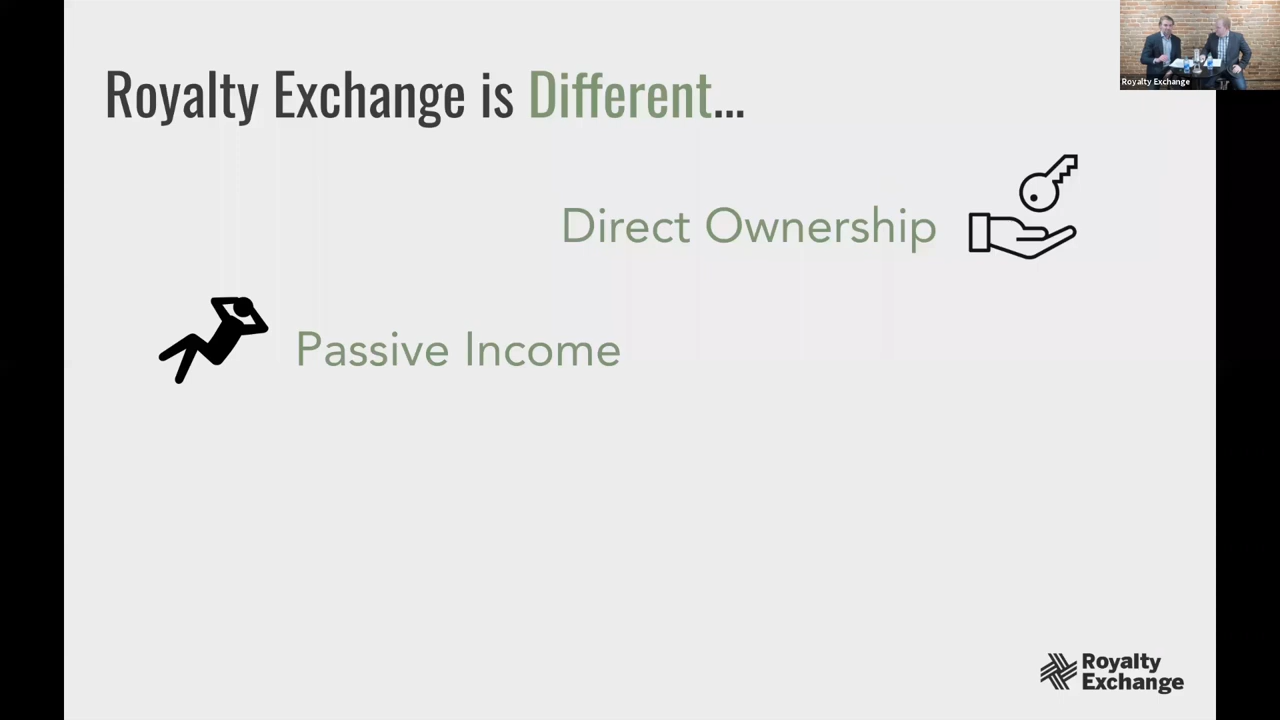 Royalty Exchange
Royalty Exchange is Different...
Direct Ownership
Passive Income
Royalty
Exchange